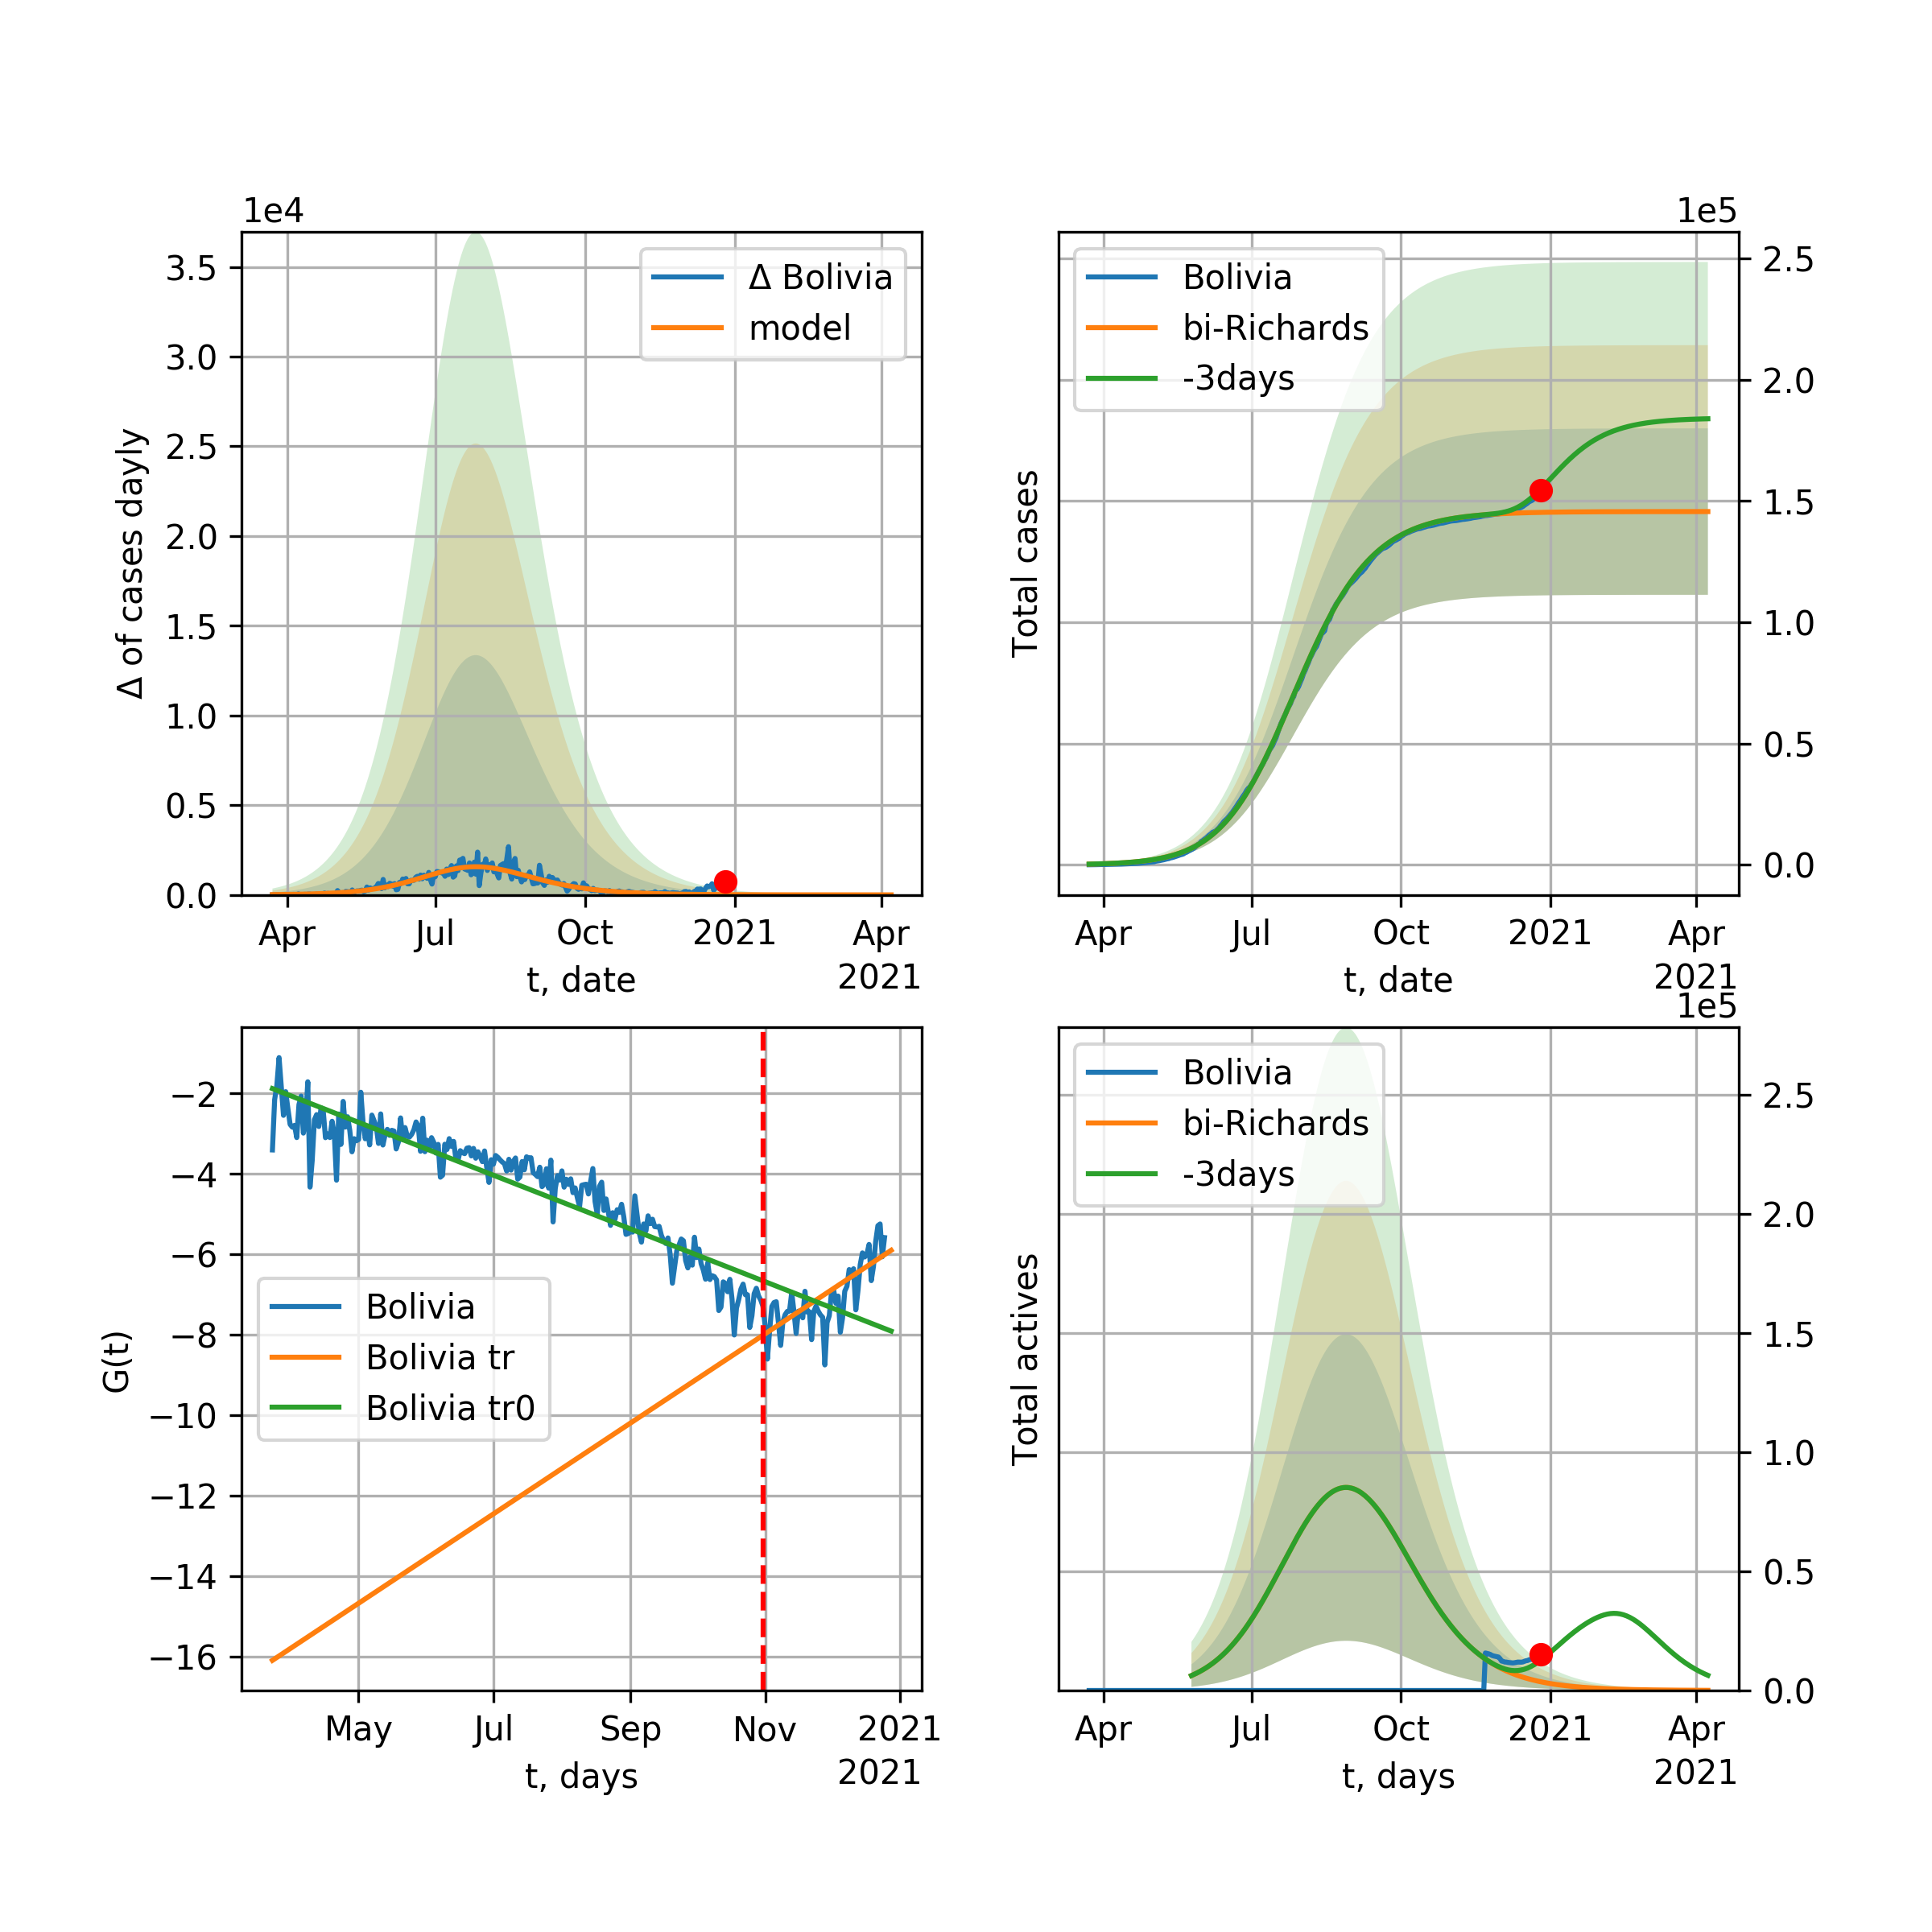 1e4
Δ of cases dayly
3.5
3.0
2.5
2.0
1.5
1.0
0.5
0.0
Δ Bolivia
model
Apr
Jul
Oct
2021
Apr
t, date
2021
1e5
Total cases
Bolivia
bi-Richards
-3days
2.5
2.0
1.5
1.0
0.5
0.0
Apr
Jul
Oct
2021
Apr
t, date
2021
G(t)
−2
−4
−6
−8
−10
−12
−14
−16
Bolivia
Bolivia tr
Bolivia tr0
May
Jul
Sep
Nov
2021
t, days
2021
1e5
Total actives
Bolivia
bi-Richards
-3days
2.5
2.0
1.5
1.0
0.5
0.0
Apr
Jul
Oct
2021
Apr
t, days
2021